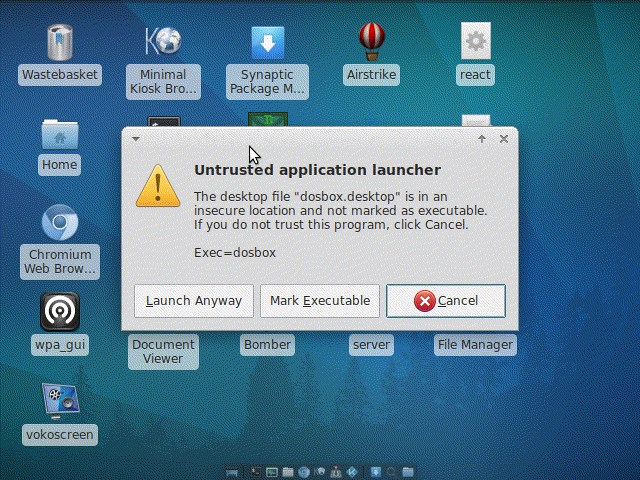 Wastebasket
Minimal
Kiosk Bro...
Synaptic
Package M...
Airstrike
react
Home
Untrusted application launcher
The desktop file "dosbox.desktop" is in an
insecure location and not marked as executable.
If you do not trust this program, click Cancel.
Exec=dosbox
Launch Anyway
Mark Executable
Cancel
Chromium
Web Brow...
wpa_gui
Document
Viewer
Bomber
server
File Manager
vokoscreen